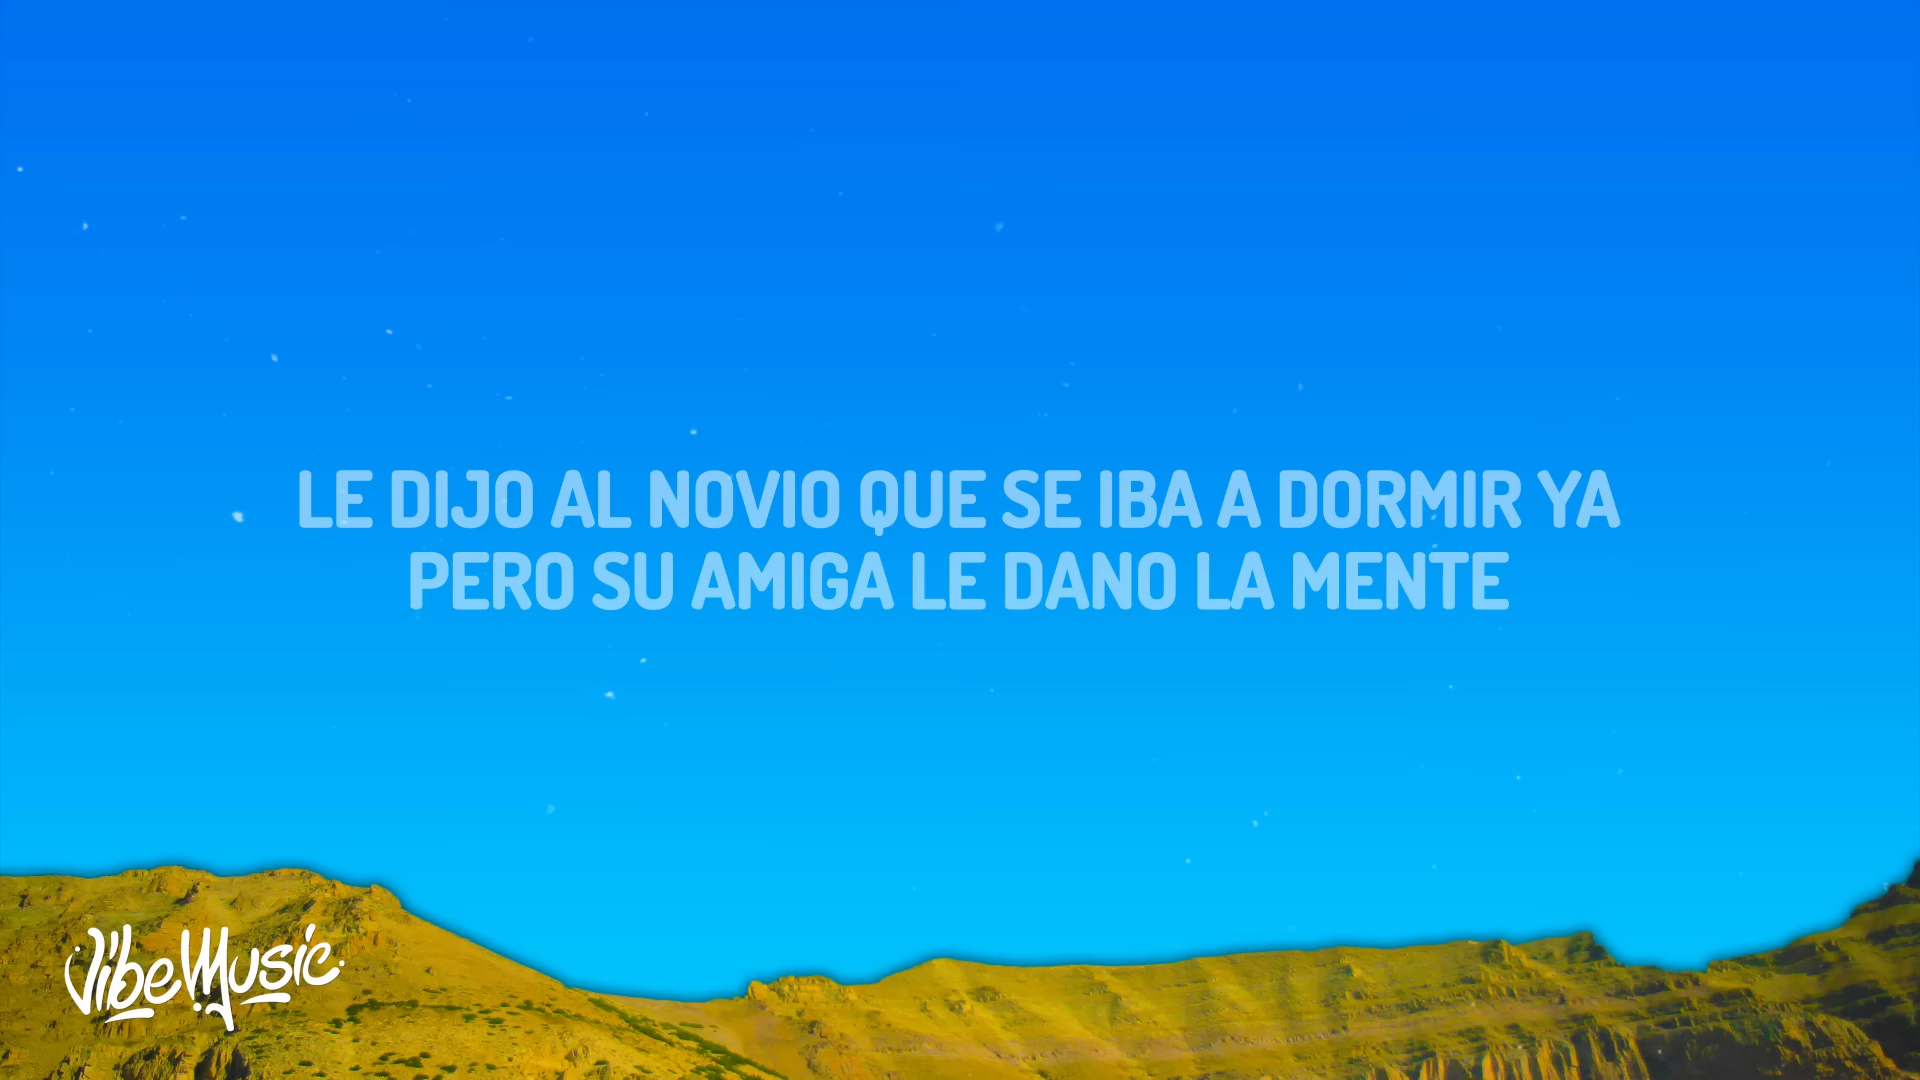 LE DIJO AL NOVIO QUE SE IBA A DORMIR YA
PERO SU AMIGA LE DANO LA MENTE
VibeMusic